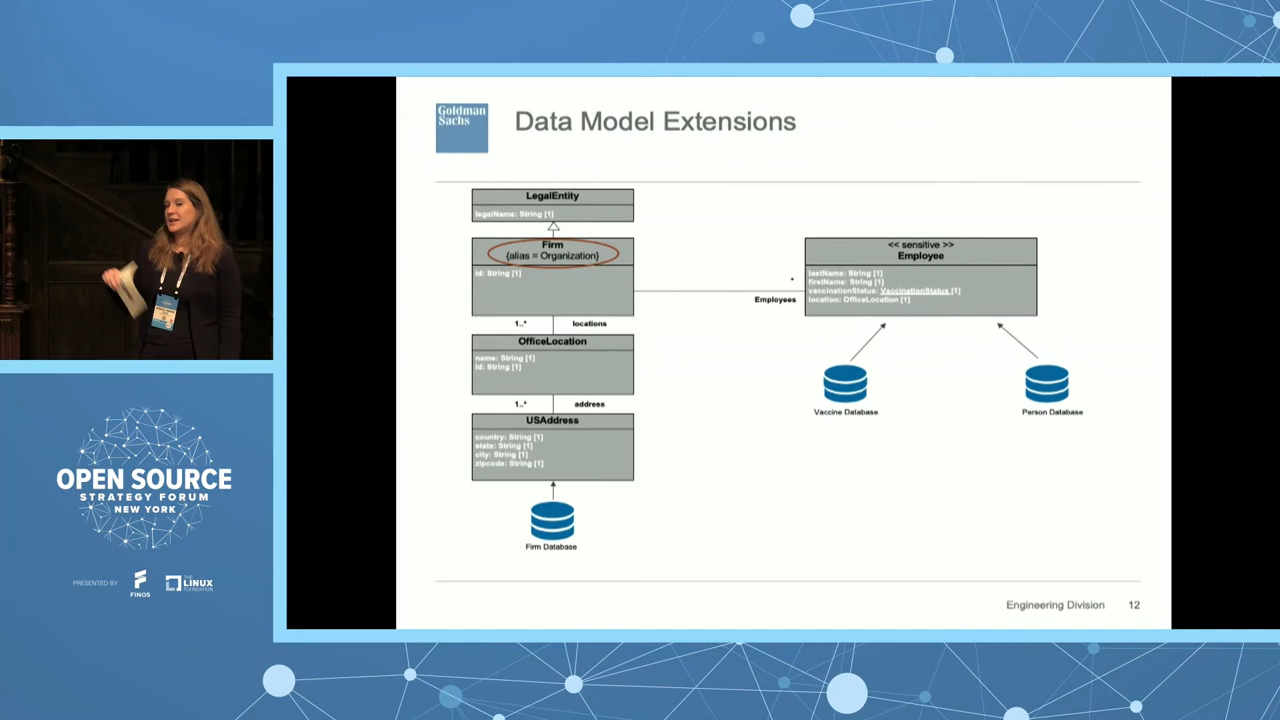 Goldman
Sachs
Data Model Extensions
LegalEntity
legalName: String [1]
Firm
{alias = Organization}
id: String [1]
1..* locations
OfficeLocation
name: String [1]
id: String [1]
1..* address
USAddress
country: String [1]
state: String [1]
city: String [1]
zipcode: String [1]
Firm Database
*
Employees
<< sensitive >>
Employee
lastName: String [1]
firstName: String [1]
vaccinationStatus: VaccinationStatus [1]
location: OfficeLocation [1]
Vaccine Database
Person Database
Engineering Division 12
OPEN SOURCE
STRATEGY FORUM
NEW YORK
PRESENTED BY
FINOS
THE
LINUX
FOUNDATION